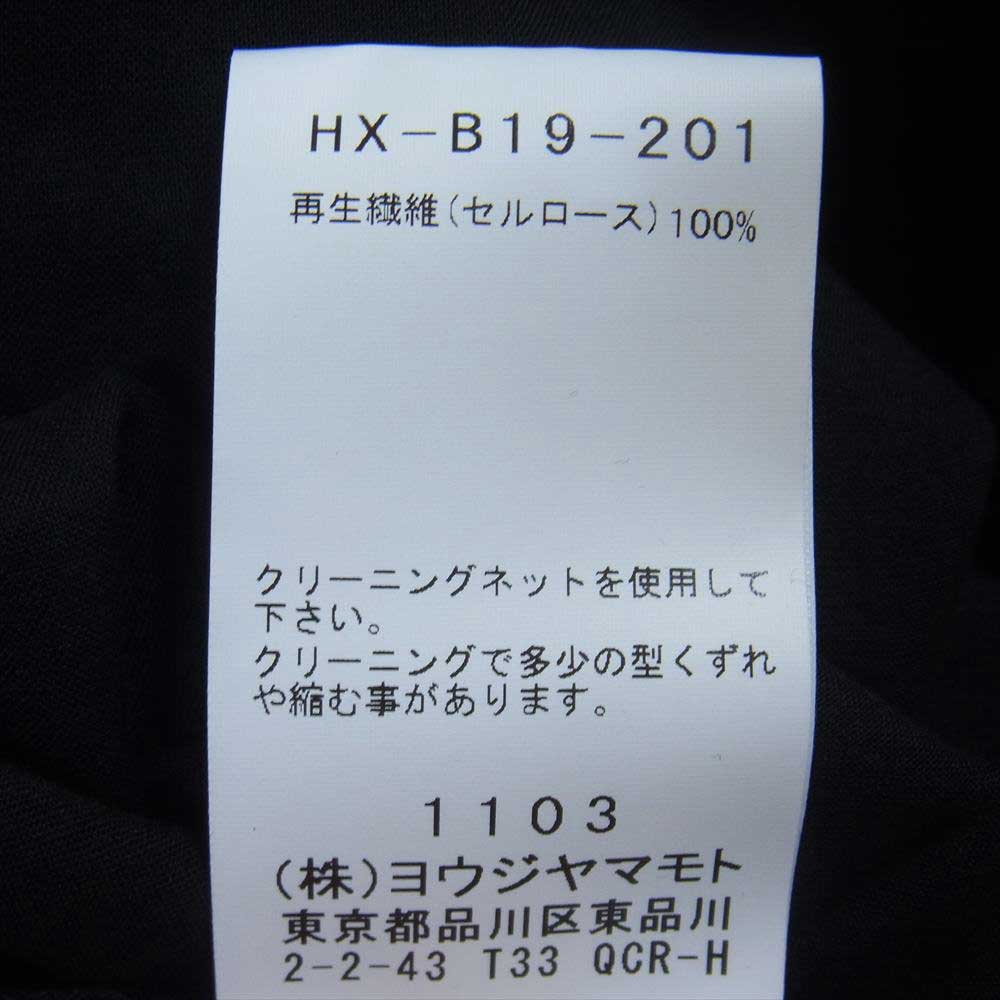 HX-B19-201
再生繊維(セルロース)100%
クリーニングネットを使用して
下さい。
クリーニングで多少の型くずれ
や縮む事があります。
1103
(株)ヨウジヤマモト
東京都品川区東品川
2-2-43 T33 QCR-H